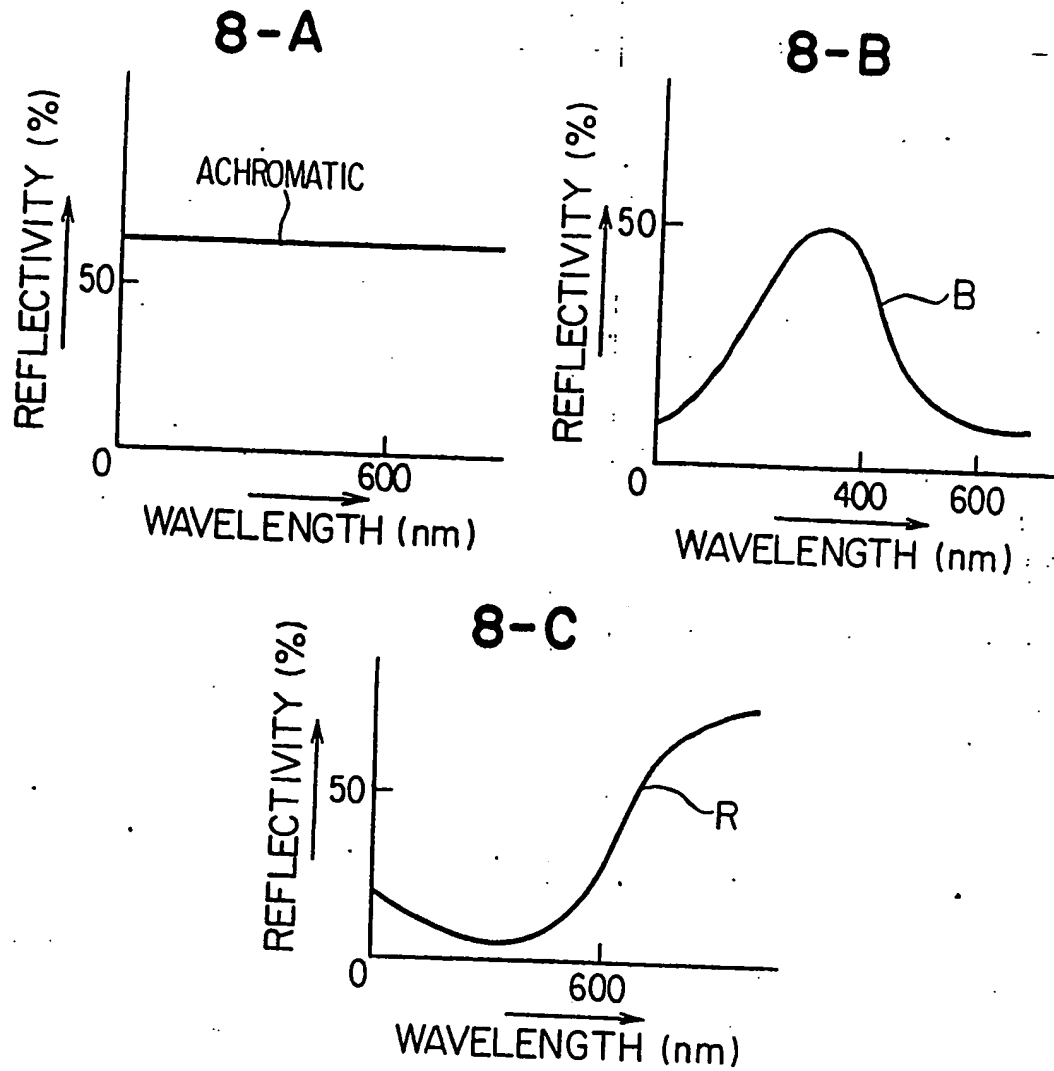 8-A
REFLECTIVITY (%)
ACHROMATIC
50
0
600
WAVELENGTH (nm)
8-B
REFLECTIVITY (%)
50
B
0
400
600
WAVELENGTH (nm)
8-C
REFLECTIVITY (%)
50
R
0
600
WAVELENGTH (nm)